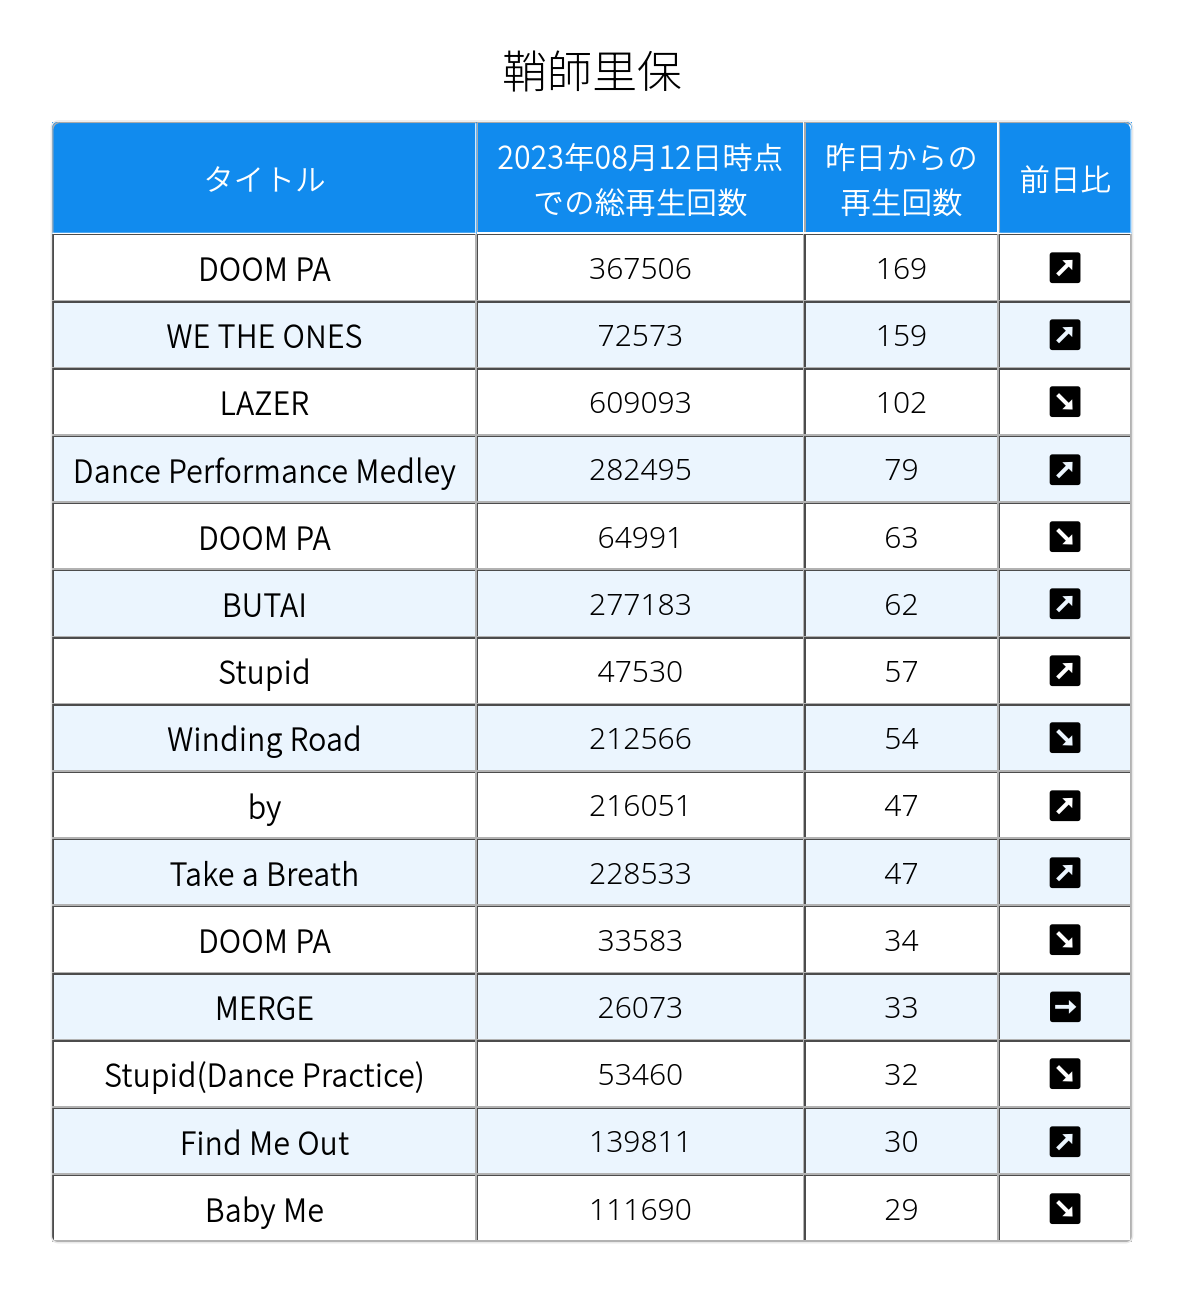 鞘師里保
タイトル
2023年08月12日時点
での総再生回数
昨日からの
再生回数
前日比
DOOM PA 367506 169 ↗
WE THE ONES 72573 159 ↗
LAZER 609093 102 ↘
Dance Performance Medley 282495 79 ↗
DOOM PA 64991 63 ↘
BUTAI 277183 62 ↗
Stupid 47530 57 ↗
Winding Road 212566 54 ↘
by 216051 47 ↗
Take a Breath 228533 47 ↗
DOOM PA 33583 34 ↘
MERGE 26073 33 →
Stupid(Dance Practice) 53460 32 ↘
Find Me Out 139811 30 ↗
Baby Me 111690 29 ↘